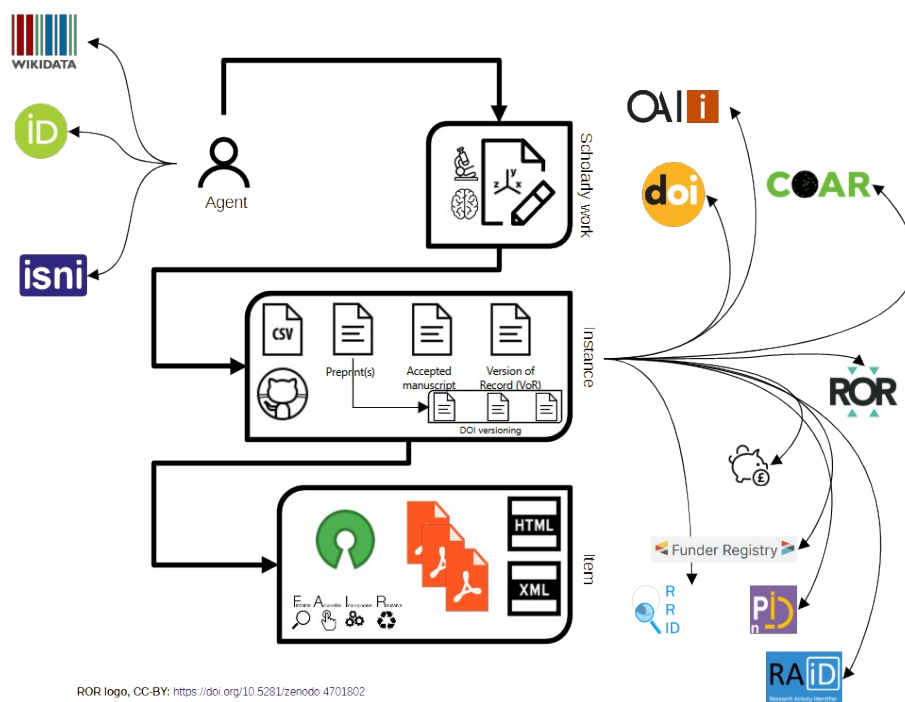 WIKIDATA
iD
isni
Agent
Scholarly work
y
z
x
CSV
Preprint(s)
Accepted
manuscript
Version of
Record (VoR)
DOI versioning
Instance
HTML
XML
Item
F A I R
OAI i
doi
COAR
ROR
£
Funder Registry
R
R
ID
PiD
n
RAiD
Research Activity Identifier
ROR logo, CC-BY: https://doi.org/10.5281/zenodo.4701802